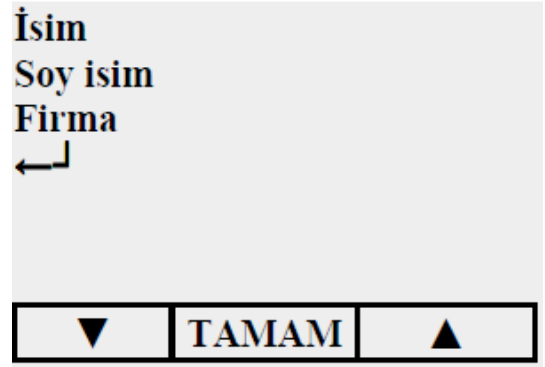 İsim
Soy isim
Firma
←┘
▼ TAMAM ▲